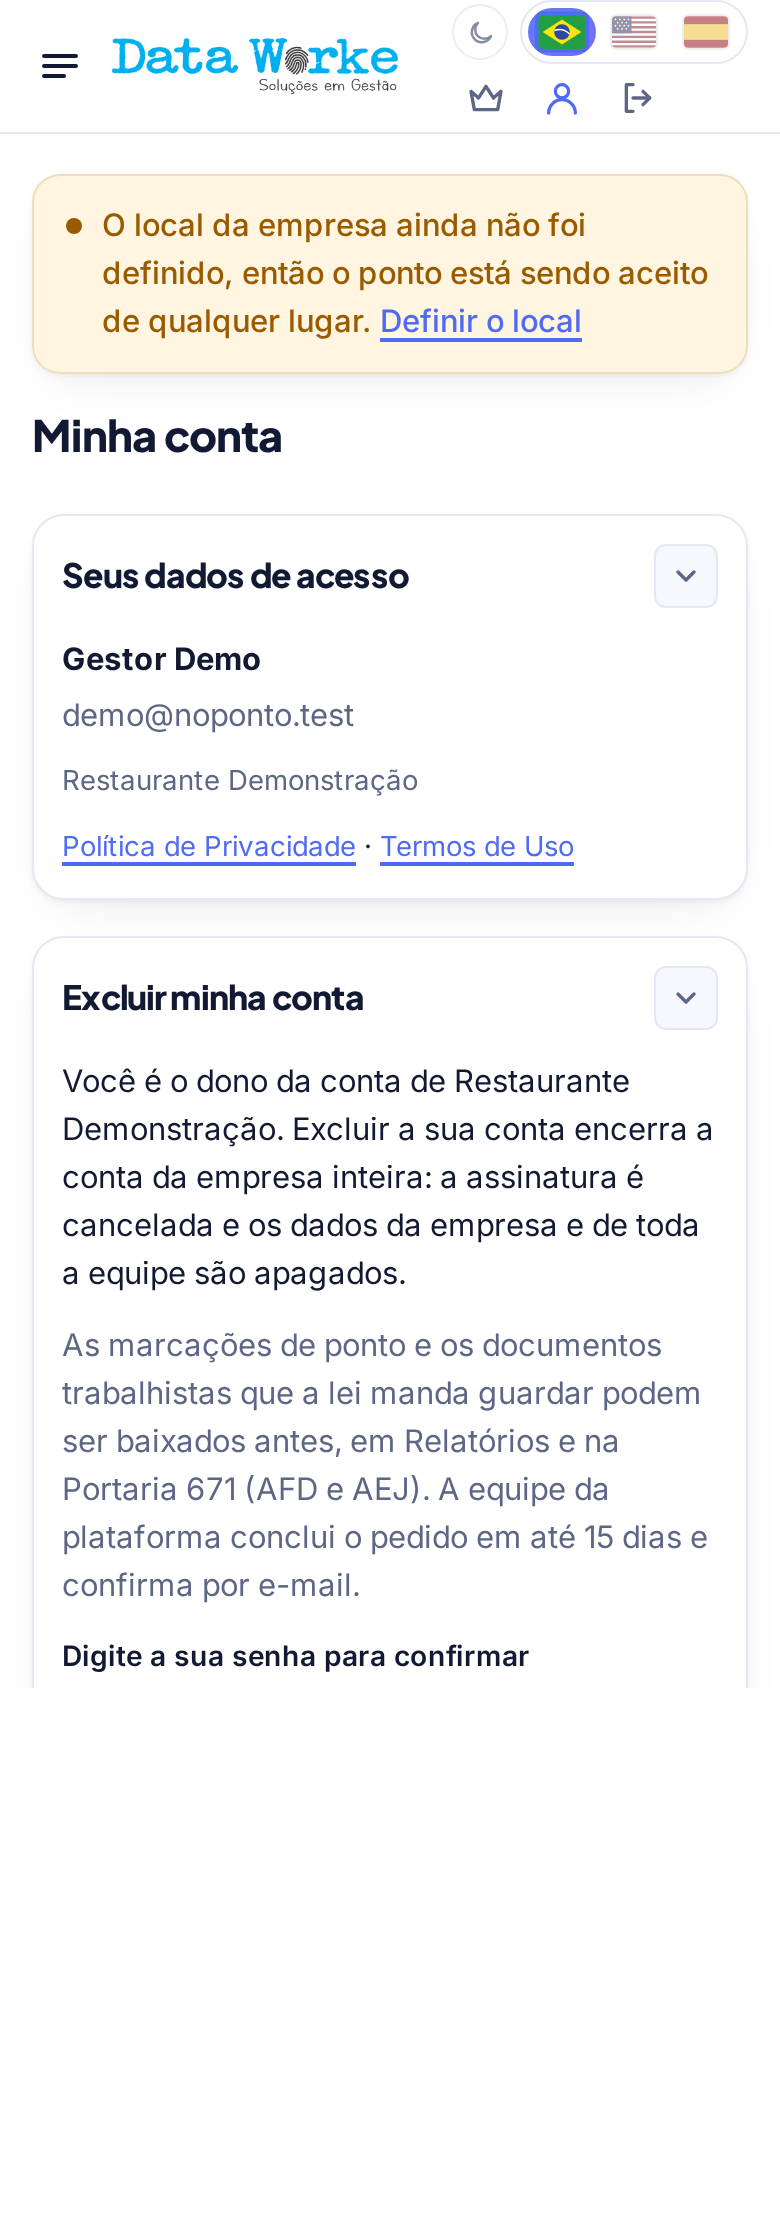 Data Worke
Soluções em Gestão
O local da empresa ainda não foi
definido, então o ponto está sendo aceito
de qualquer lugar. Definir o local
Minha conta
Seus dados de acesso
Gestor Demo
demo@noponto.test
Restaurante Demonstração
Política de Privacidade · Termos de Uso
Excluir minha conta
Você é o dono da conta de Restaurante
Demonstração. Excluir a sua conta encerra a
conta da empresa inteira: a assinatura é
cancelada e os dados da empresa e de toda
a equipe são apagados.
As marcações de ponto e os documentos
trabalhistas que a lei manda guardar podem
ser baixados antes, em Relatórios e na
Portaria 671 (AFD e AEJ). A equipe da
plataforma conclui o pedido em até 15 dias e
confirma por e-mail.
Digite a sua senha para confirmar